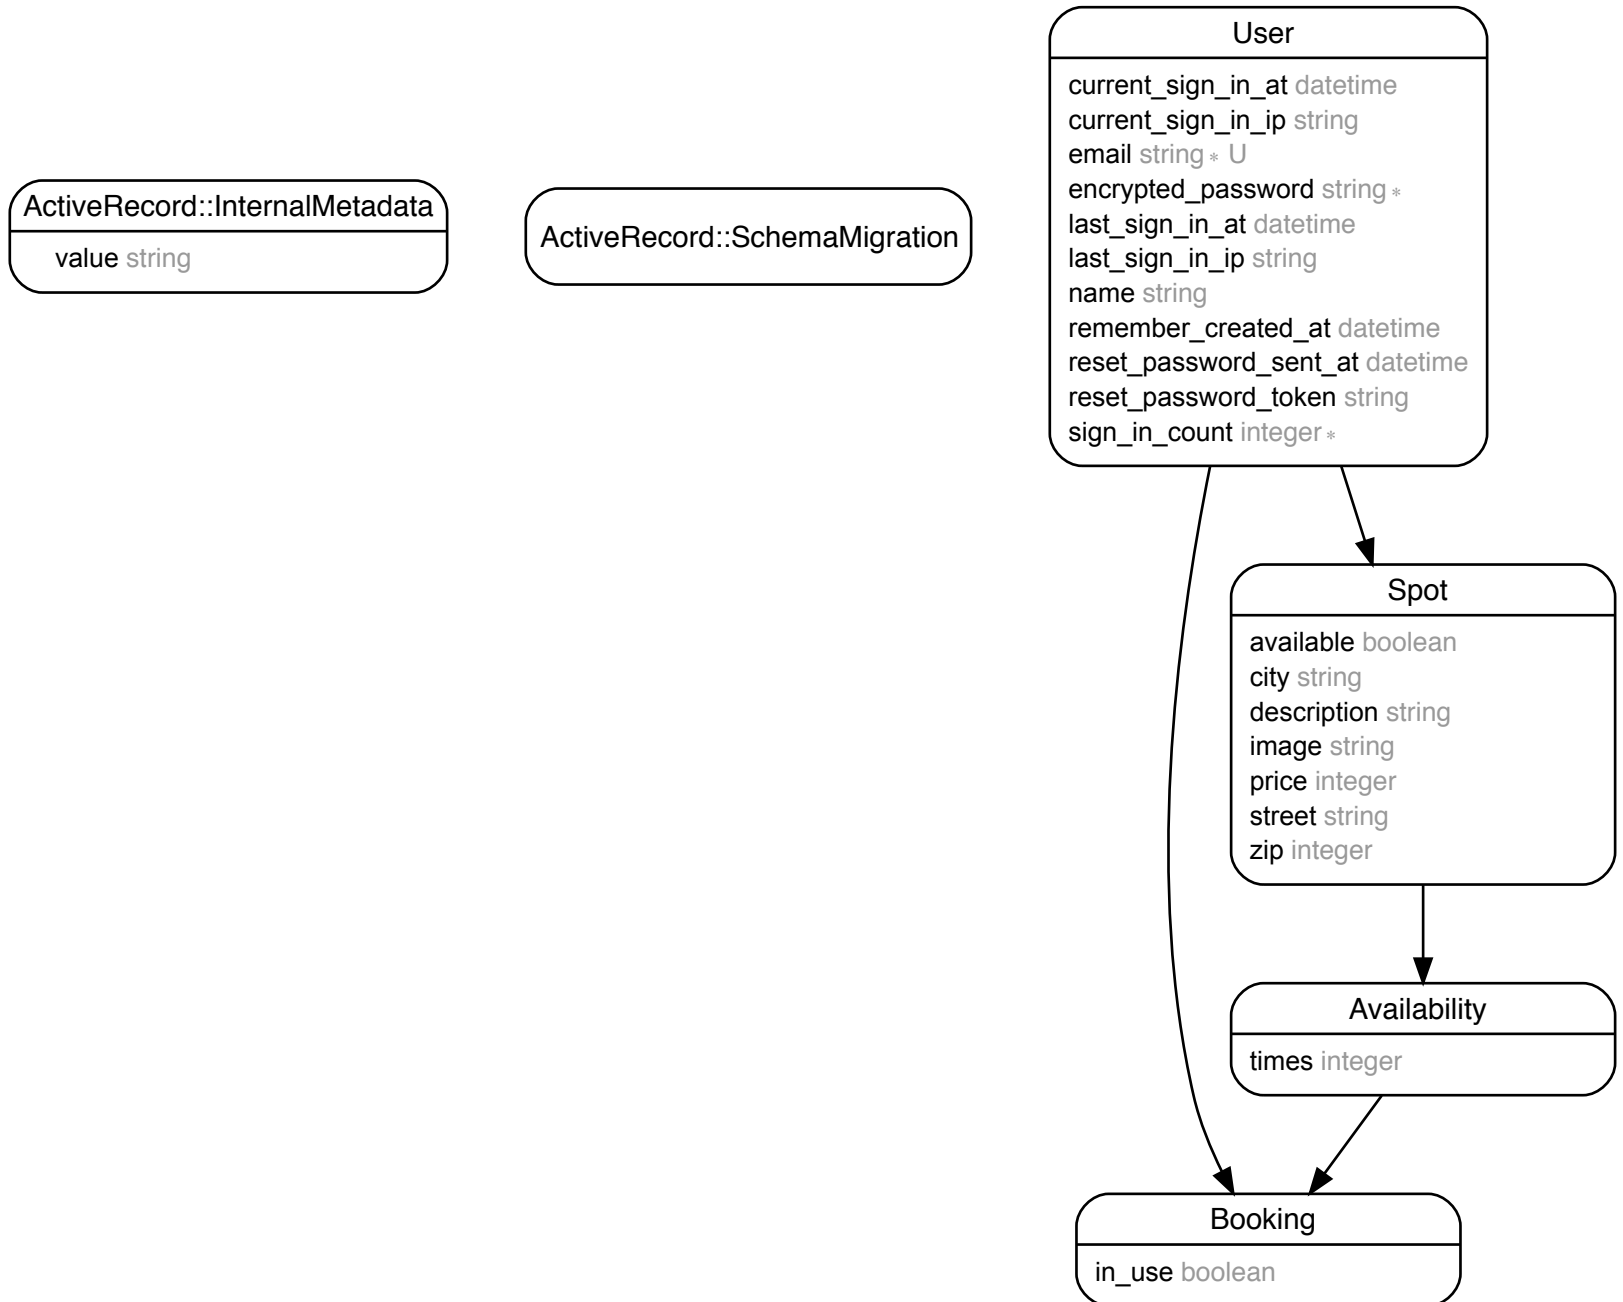 ActiveRecord::InternalMetadata
value string
ActiveRecord::SchemaMigration
User
current_sign_in_at datetime
current_sign_in_ip string
email string * U
encrypted_password string *
last_sign_in_at datetime
last_sign_in_ip string
name string
remember_created_at datetime
reset_password_sent_at datetime
reset_password_token string
sign_in_count integer *
Spot
available boolean
city string
description string
image string
price integer
street string
zip integer
Availability
times integer
Booking
in_use boolean